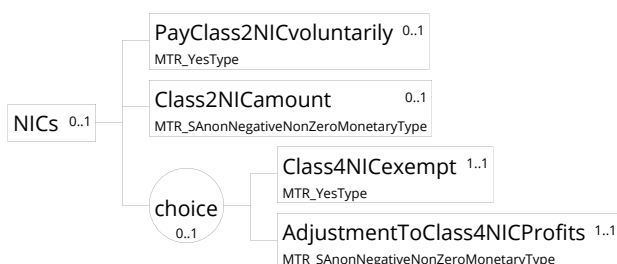 PayClass2NICvoluntarily 0..1
MTR_YesType
Class2NICamount 0..1
MTR_SAnonNegativeNonZeroMonetaryType
NICs 0..1
Class4NICexempt 1..1
MTR_YesType
choice
0..1
AdjustmentToClass4NICProfits 1..1
MTR_SAnonNegativeNonZeroMonetaryType